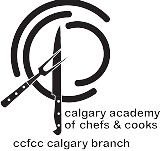 calgary academy
of chefs & cooks
ccfcc calgary branch